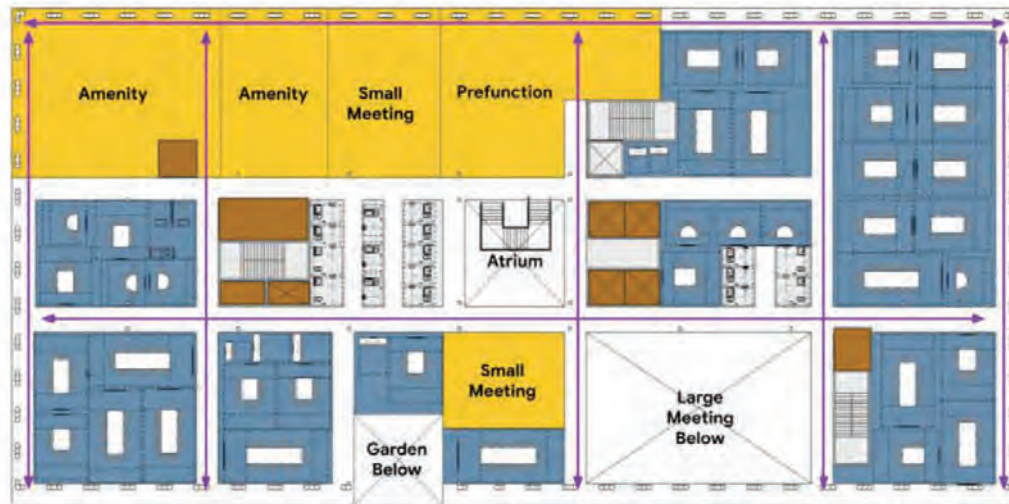 Amenity
Amenity
Small
Meeting
Prefunction
Atrium
Small
Meeting
Garden
Below
Large
Meeting
Below